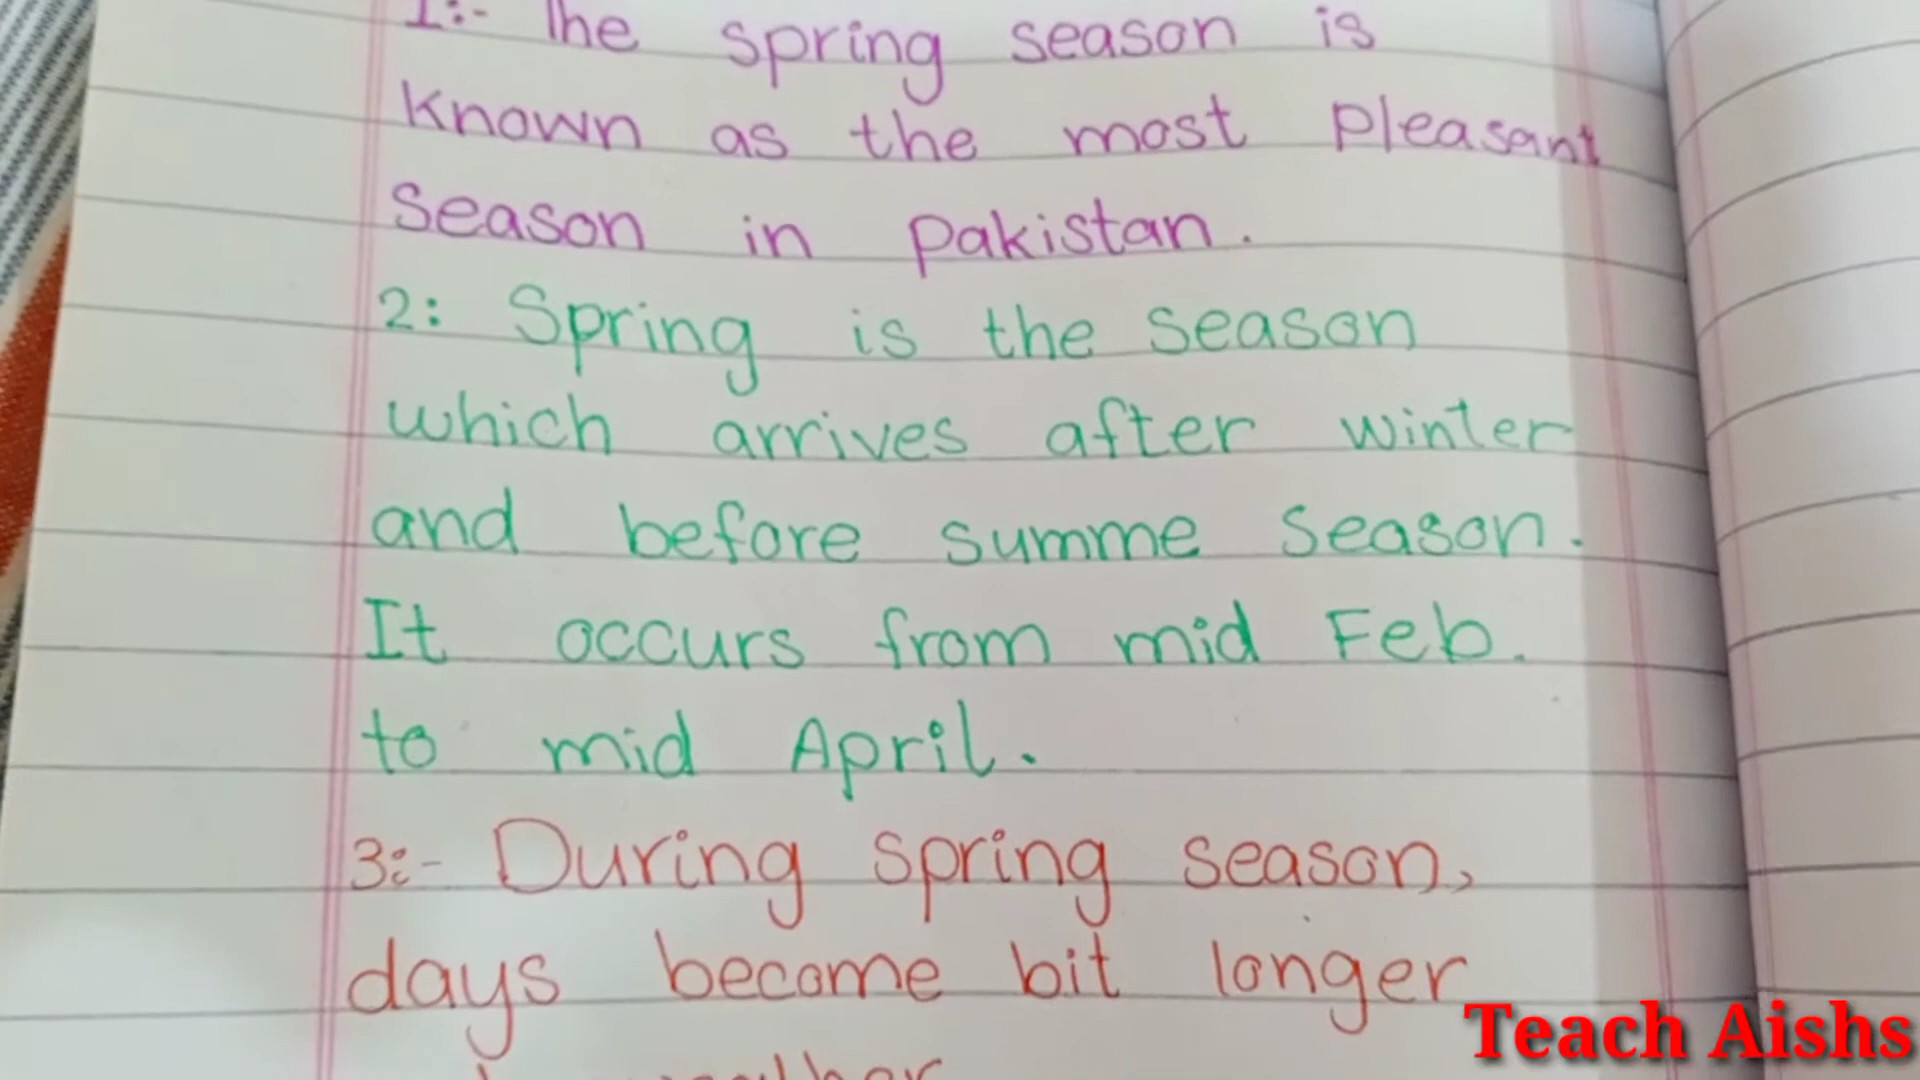 1:- The spring season is
known as the most pleasant
season in pakistan.
2: Spring is the season
which arrives after winter
and before summe season.
It occurs from mid Feb.
to mid April.
3:- During spring season,
days become bit longer
Teach Aishs